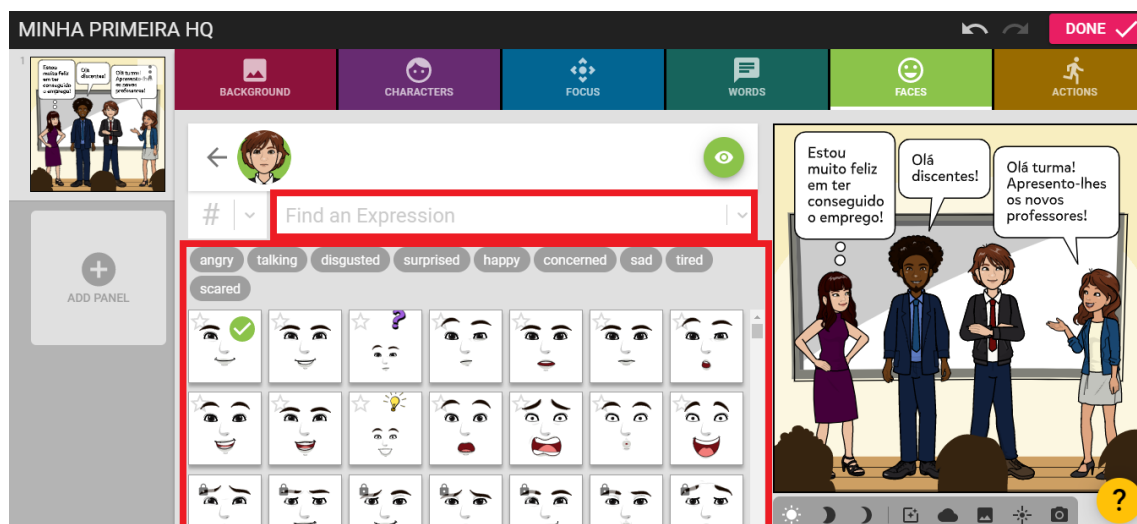 MINHA PRIMEIRA HQ
DONE
1
BACKGROUND
CHARACTERS
FOCUS
WORDS
FACES
ACTIONS
ADD PANEL
#
Find an Expression
angry
talking
disgusted
surprised
happy
concerned
sad
tired
scared
?
Estou
muito feliz
em ter
conseguido
o emprego!
Olá
discentes!
Olá turma!
Apresento-lhes
os novos
professores!
?